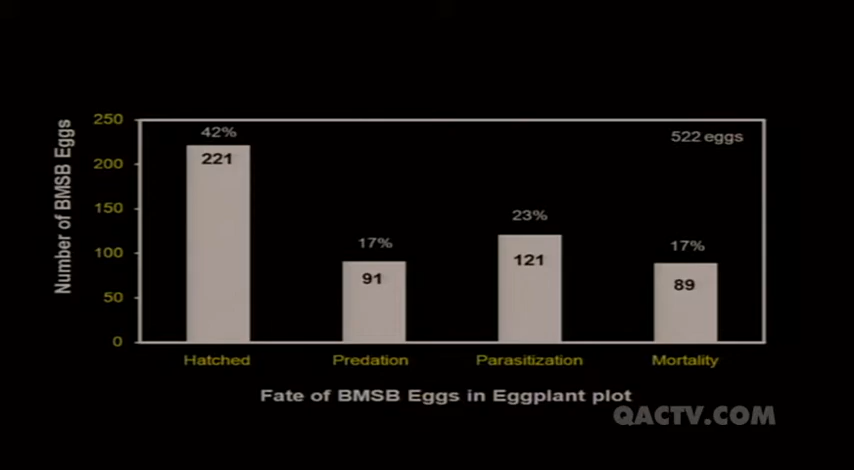 Number of BMSB Eggs
250
200
150
100
50
0
522 eggs
42%
221
17%
91
23%
121
17%
89
Hatched
Predation
Parasitization
Mortality
Fate of BMSB Eggs in Eggplant plot
QACTV.COM